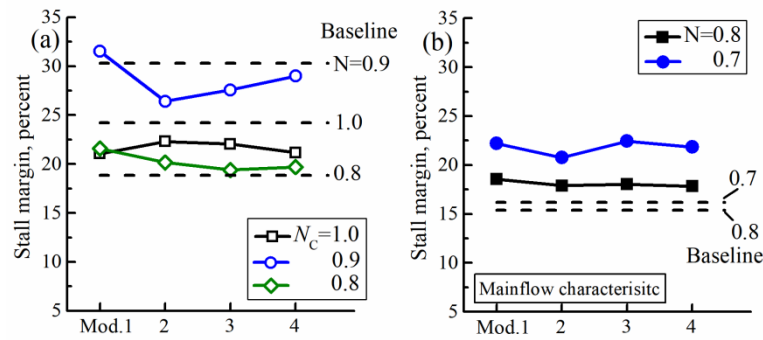 (a)
Baseline
N=0.9
1.0
0.8
35
30
25
20
15
10
5
Stall margin, percent
N_C=1.0
0.9
0.8
Mod.1 2 3 4
(b)
N=0.8
0.7
35
30
25
20
15
10
5
Stall margin, percent
0.7
0.8
Baseline
Mainflow characterisitc
Mod.1 2 3 4